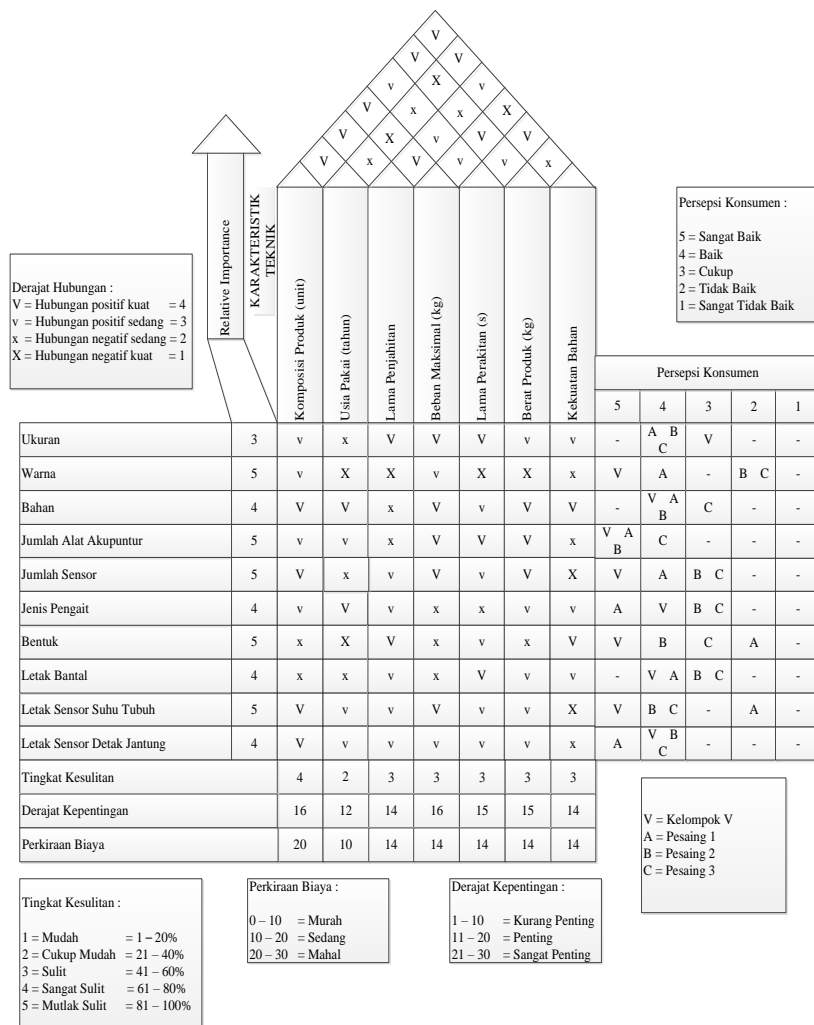 V
V V
v X v
V x x X
V X v V V
V x V v v x
Relative Importance
KARAKTERISTIK
TEKNIK
Komposisi Produk (unit)
Usia Pakai (tahun)
Lama Penjahitan
Beban Maksimal (kg)
Lama Perakitan (s)
Berat Produk (kg)
Kekuatan Bahan
Persepsi Konsumen :
5 = Sangat Baik
4 = Baik
3 = Cukup
2 = Tidak Baik
1 = Sangat Tidak Baik
Derajat Hubungan :
V = Hubungan positif kuat = 4
v = Hubungan positif sedang = 3
x = Hubungan negatif sedang = 2
X = Hubungan negatif kuat = 1
Persepsi Konsumen
5 4 3 2 1
Ukuran 3 v x V V V v v - A B C V - -
Warna 5 v X X v X X x V A - B C -
Bahan 4 V V x V v V V - V A B C - -
Jumlah Alat Akupuntur 5 v v x V V V x V A B C - - -
Jumlah Sensor 5 V x v V v V X V A B C - -
Jenis Pengait 4 v V v x x v v A V B C - -
Bentuk 5 x X V x v x V V B C A -
Letak Bantal 4 x x v x V v v - V A B C - -
Letak Sensor Suhu Tubuh 5 V v v V v v X V B C - A -
Letak Sensor Detak Jantung 4 V v v v v v x A V B C - - -
Tingkat Kesulitan 4 2 3 3 3 3 3
Derajat Kepentingan 16 12 14 16 15 15 14
Perkiraan Biaya 20 10 14 14 14 14 14
V = Kelompok V
A = Pesaing 1
B = Pesaing 2
C = Pesaing 3
Tingkat Kesulitan :
1 = Mudah = 1 – 20%
2 = Cukup Mudah = 21 – 40%
3 = Sulit = 41 – 60%
4 = Sangat Sulit = 61 – 80%
5 = Mutlak Sulit = 81 – 100%
Perkiraan Biaya :
0 – 10 = Murah
10 – 20 = Sedang
20 – 30 = Mahal
Derajat Kepentingan :
1 – 10 = Kurang Penting
11 – 20 = Penting
21 – 30 = Sangat Penting